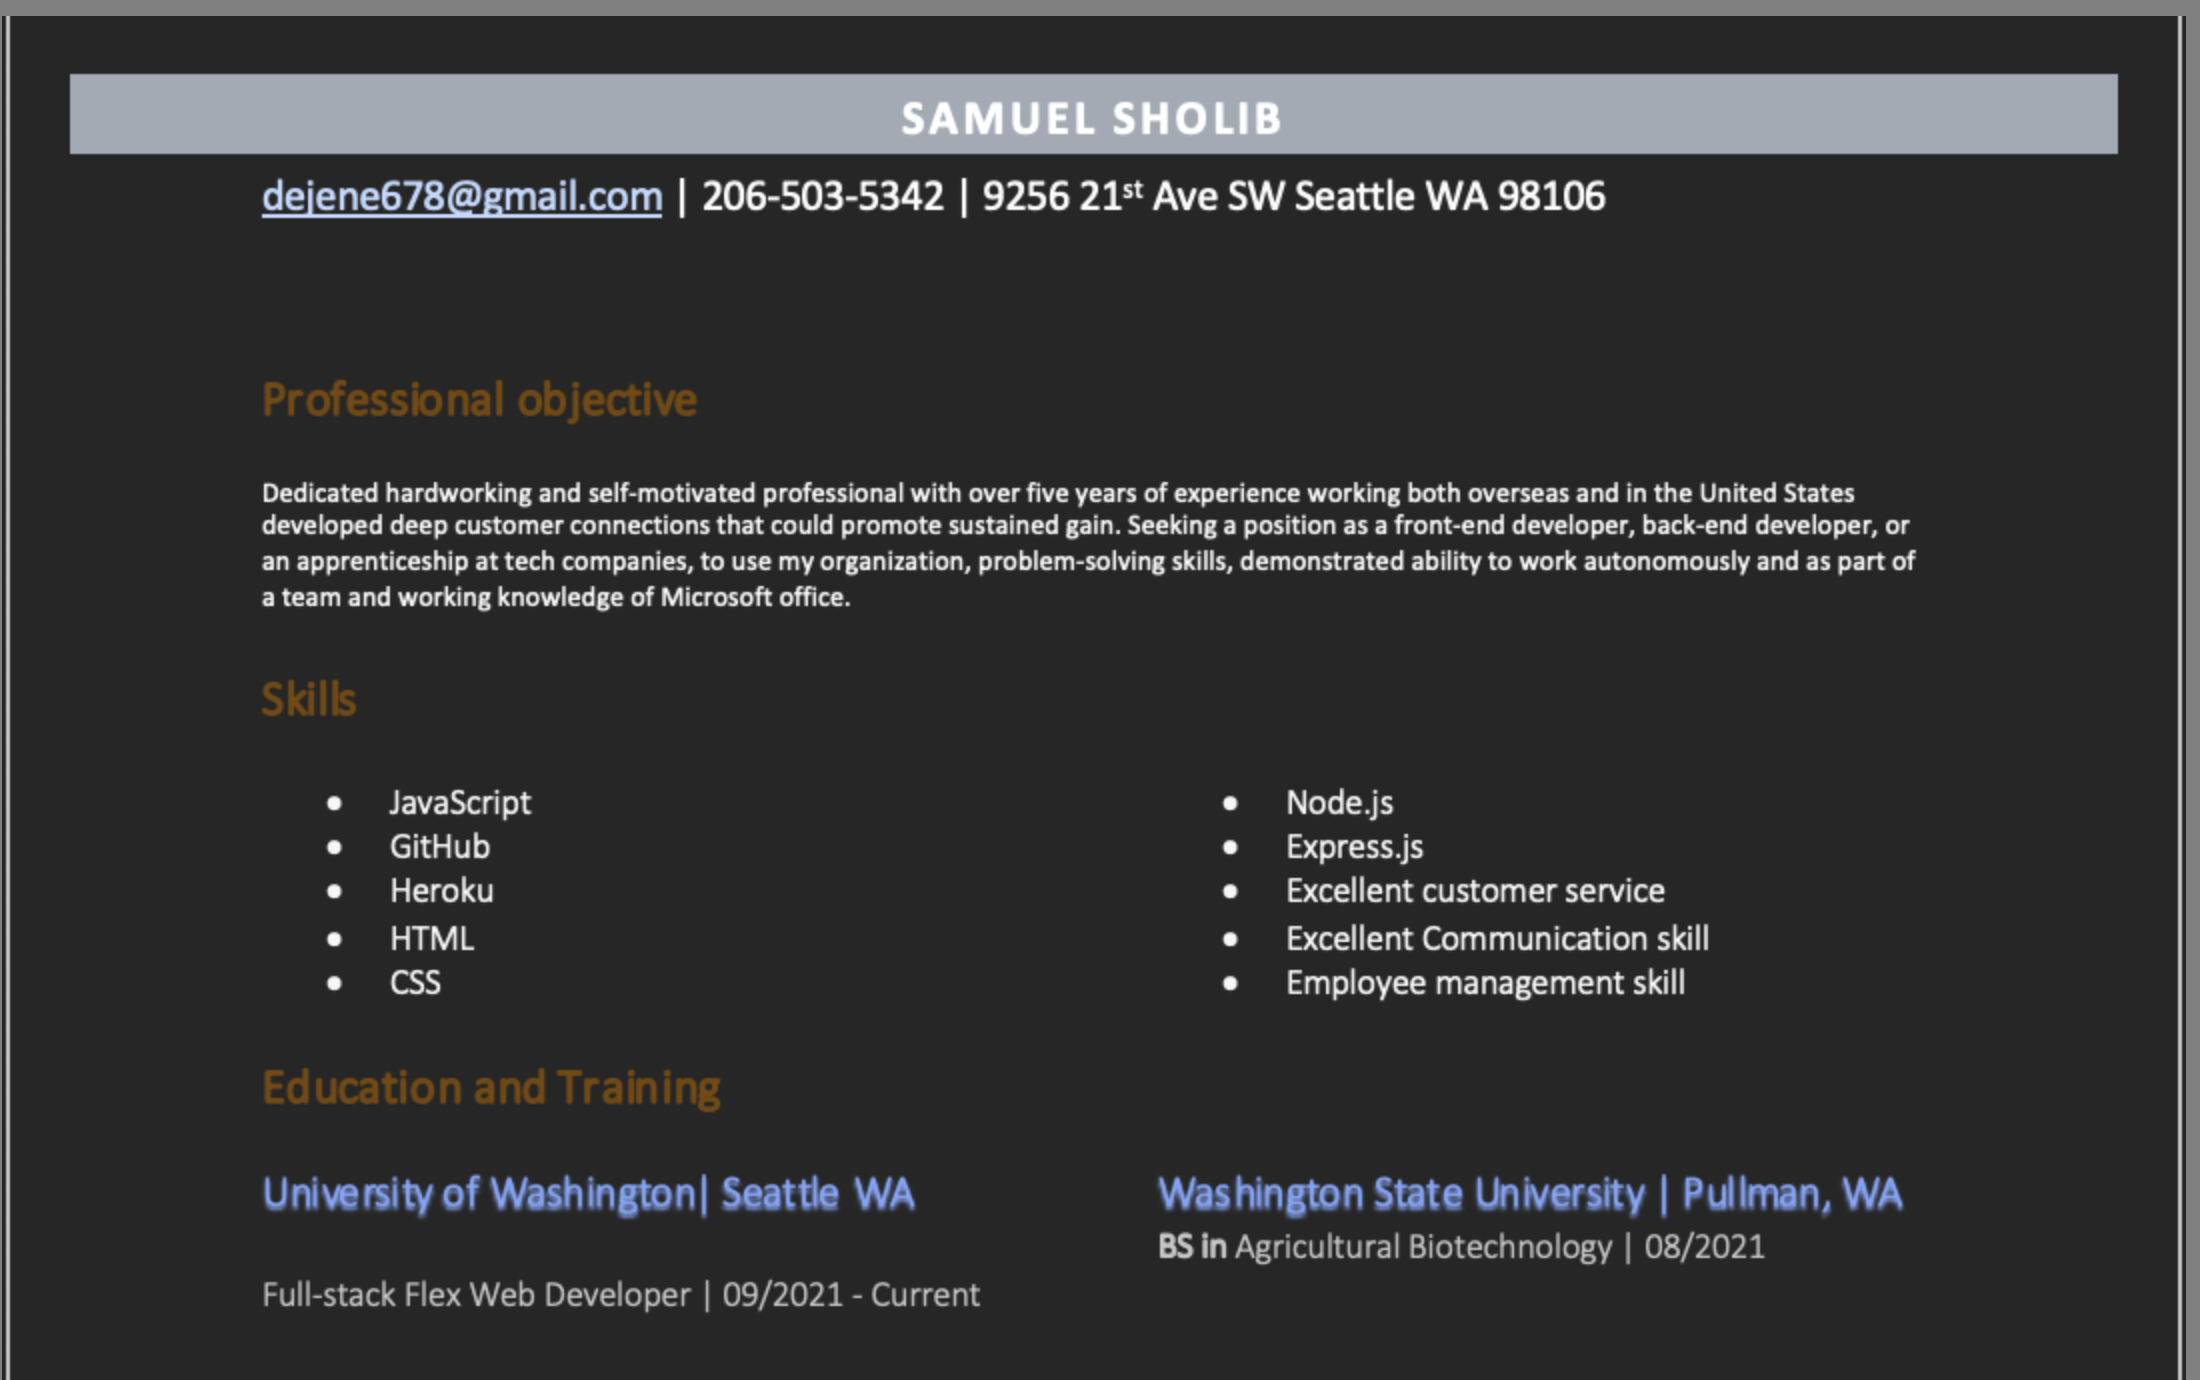 SAMUEL SHOLIB
dejene678@gmail.com | 206-503-5342 | 9256 21st Ave SW Seattle WA 98106
Professional objective
Dedicated hardworking and self-motivated professional with over five years of experience working both overseas and in the United States
developed deep customer connections that could promote sustained gain. Seeking a position as a front-end developer, back-end developer, or
an apprenticeship at tech companies, to use my organization, problem-solving skills, demonstrated ability to work autonomously and as part of
a team and working knowledge of Microsoft office.
Skills
• JavaScript
• GitHub
• Heroku
• HTML
• CSS
• Node.js
• Express.js
• Excellent customer service
• Excellent Communication skill
• Employee management skill
Education and Training
University of Washington| Seattle WA
Full-stack Flex Web Developer | 09/2021 - Current
Washington State University | Pullman, WA
BS in Agricultural Biotechnology | 08/2021